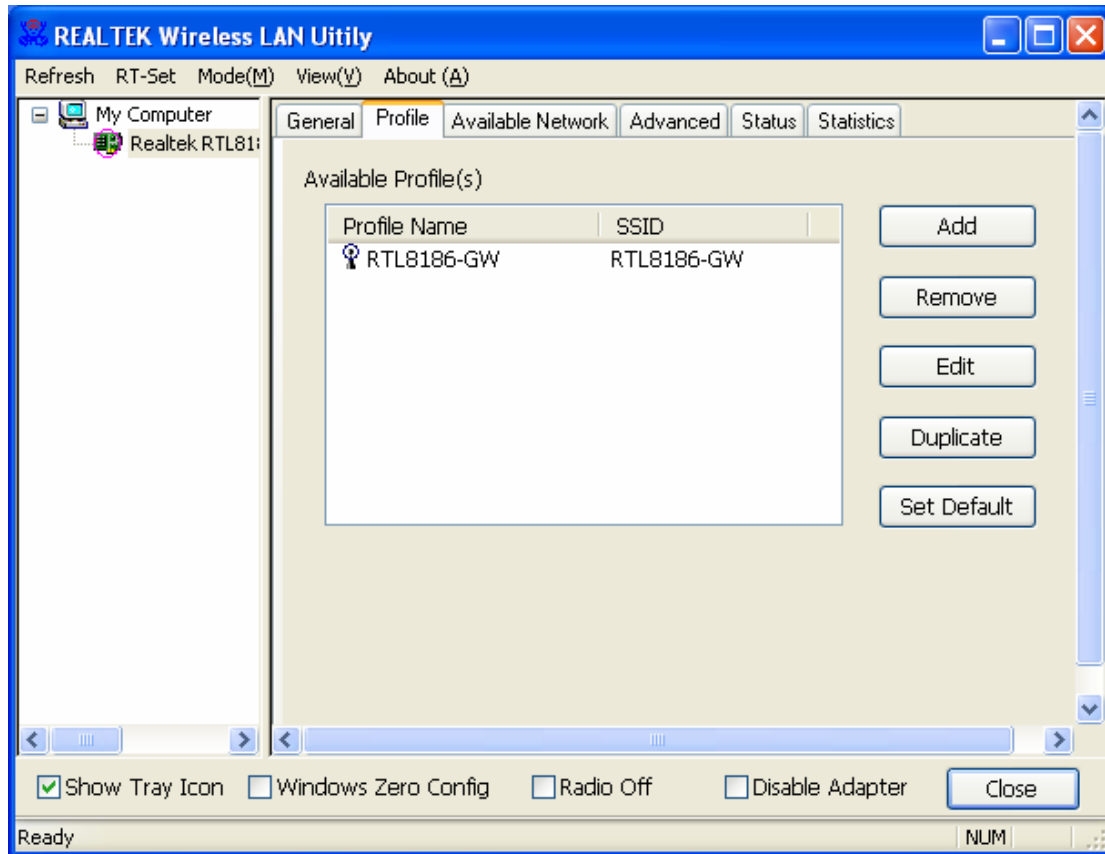 REALTEK Wireless LAN Uitily
Refresh RT-Set Mode(M) View(V) About (A)
My Computer
Realtek RTL81
General Profile Available Network Advanced Status Statistics
Available Profile(s)
Profile Name SSID
RTL8186-GW RTL8186-GW
Add
Remove
Edit
Duplicate
Set Default
Show Tray Icon Windows Zero Config Radio Off Disable Adapter Close
Ready NUM